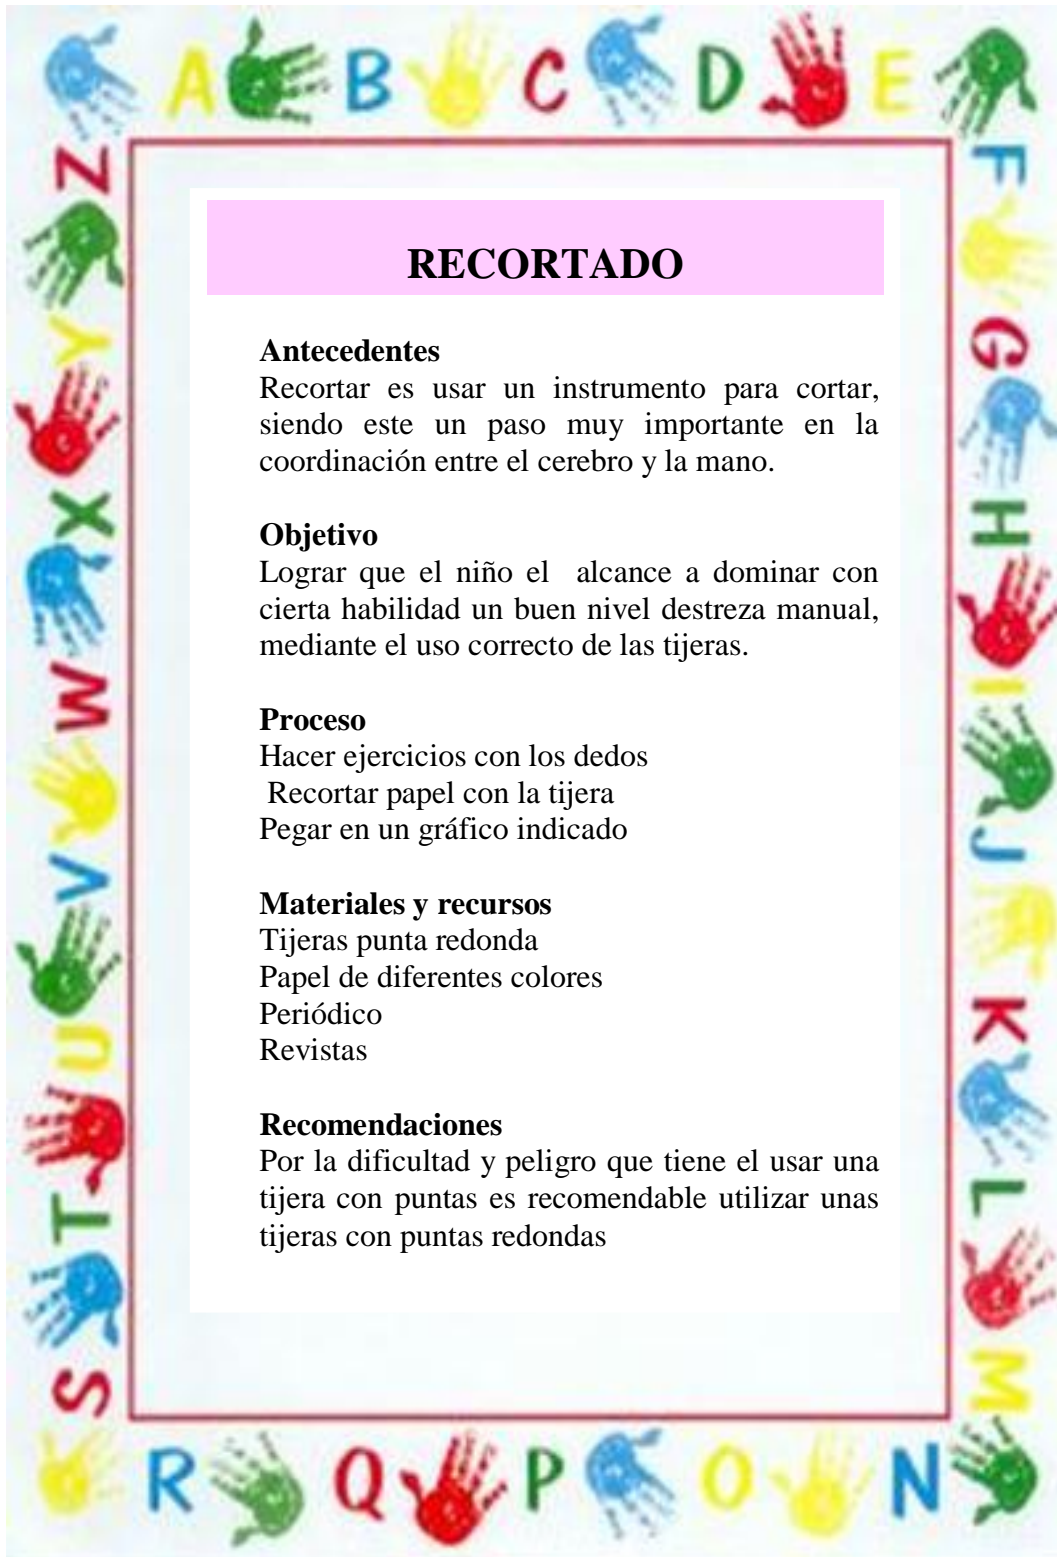 A B C D E
Z
F
RECORTADO
Antecedentes
Recortar es usar un instrumento para cortar,
siendo este un paso muy importante en la
coordinación entre el cerebro y la mano.
Objetivo
Lograr que el niño el  alcance a dominar con
cierta habilidad un buen nivel destreza manual,
mediante el uso correcto de las tijeras.
Proceso
Hacer ejercicios con los dedos
Recortar papel con la tijera
Pegar en un gráfico indicado
Materiales y recursos
Tijeras punta redonda
Papel de diferentes colores
Periódico
Revistas
Recomendaciones
Por la dificultad y peligro que tiene el usar una
tijera con puntas es recomendable utilizar unas
tijeras con puntas redondas
G
H
I
J
K
L
M
R Q P O N
S
T
U
V
W
X
Y